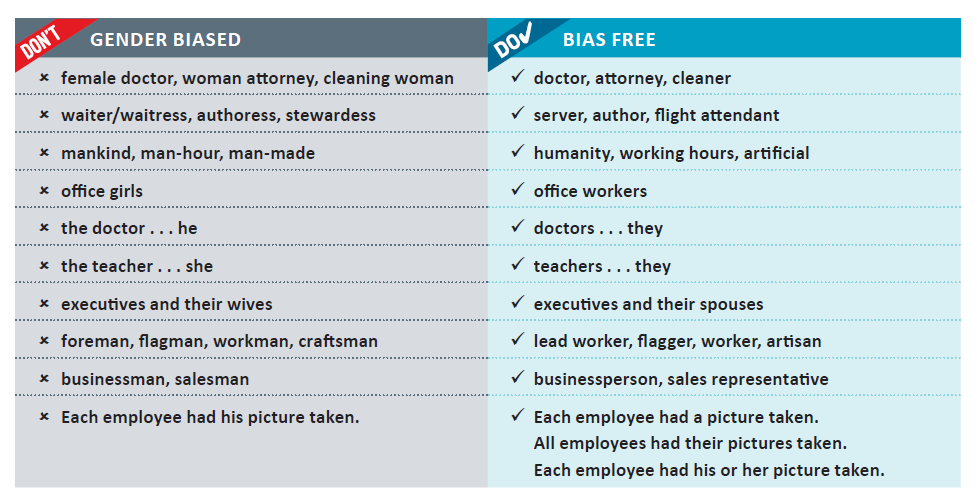 DON'T GENDER BIASED
DO✓ BIAS FREE
× female doctor, woman attorney, cleaning woman
✓ doctor, attorney, cleaner
× waiter/waitress, authoress, stewardess
✓ server, author, flight attendant
× mankind, man-hour, man-made
✓ humanity, working hours, artificial
× office girls
✓ office workers
× the doctor . . . he
✓ doctors . . . they
× the teacher . . . she
✓ teachers . . . they
× executives and their wives
✓ executives and their spouses
× foreman, flagman, workman, craftsman
✓ lead worker, flagger, worker, artisan
× businessman, salesman
✓ businessperson, sales representative
× Each employee had his picture taken.
✓ Each employee had a picture taken.
All employees had their pictures taken.
Each employee had his or her picture taken.